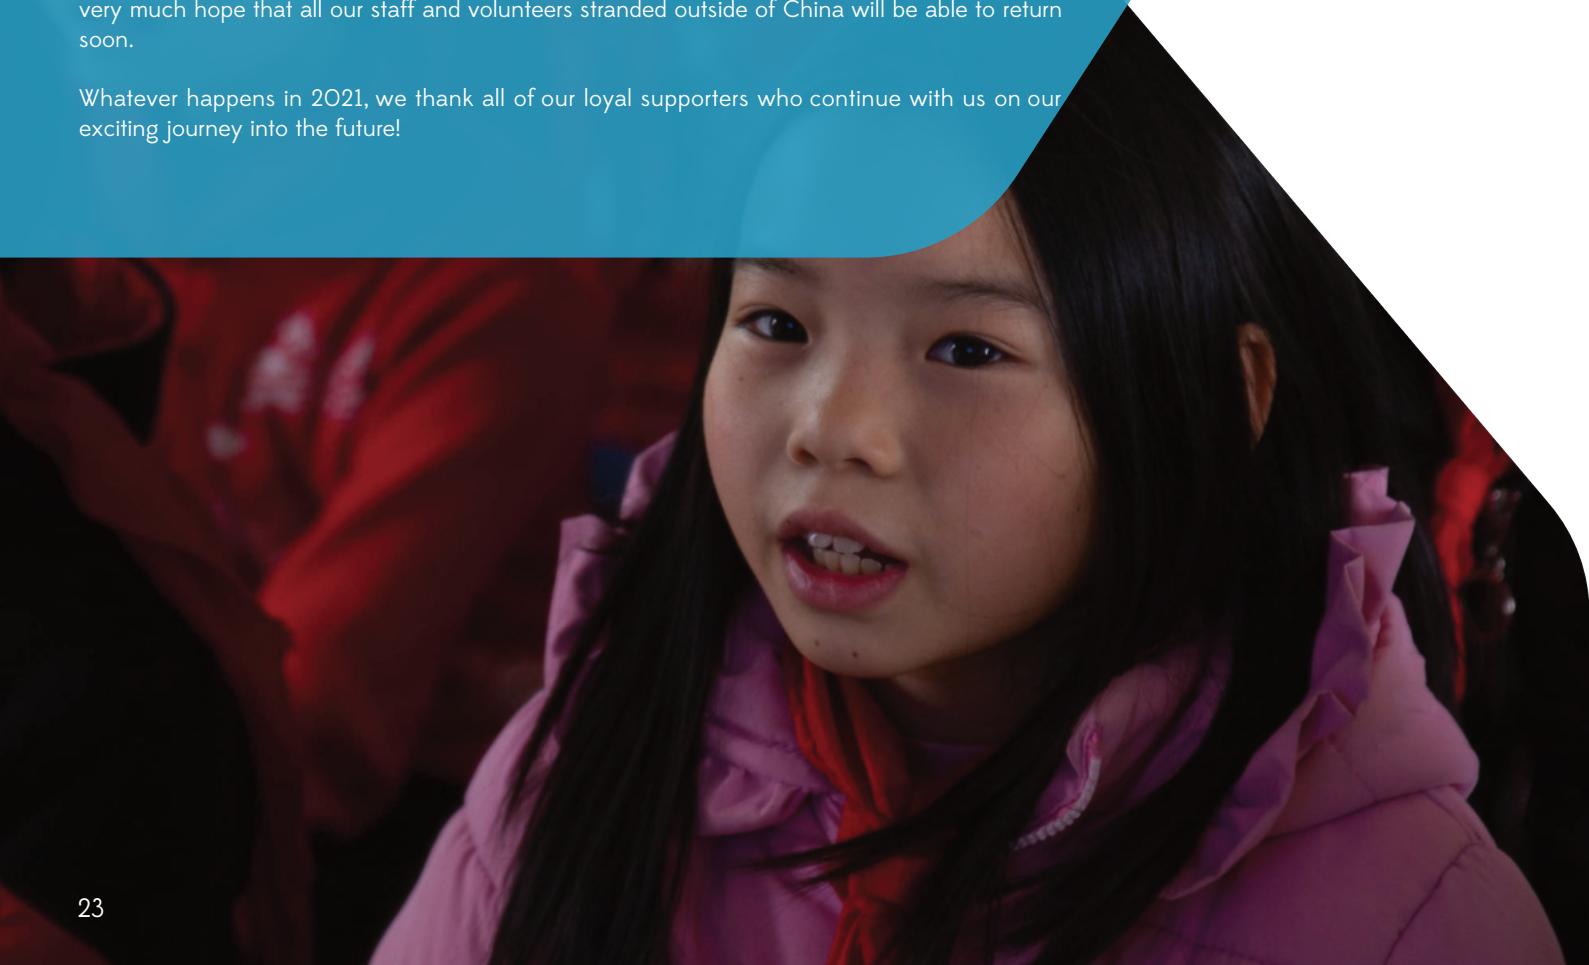 very much hope that all our staff and volunteers stranded outside of China will be able to return
soon.
Whatever happens in 2021, we thank all of our loyal supporters who continue with us on our
exciting journey into the future!
23